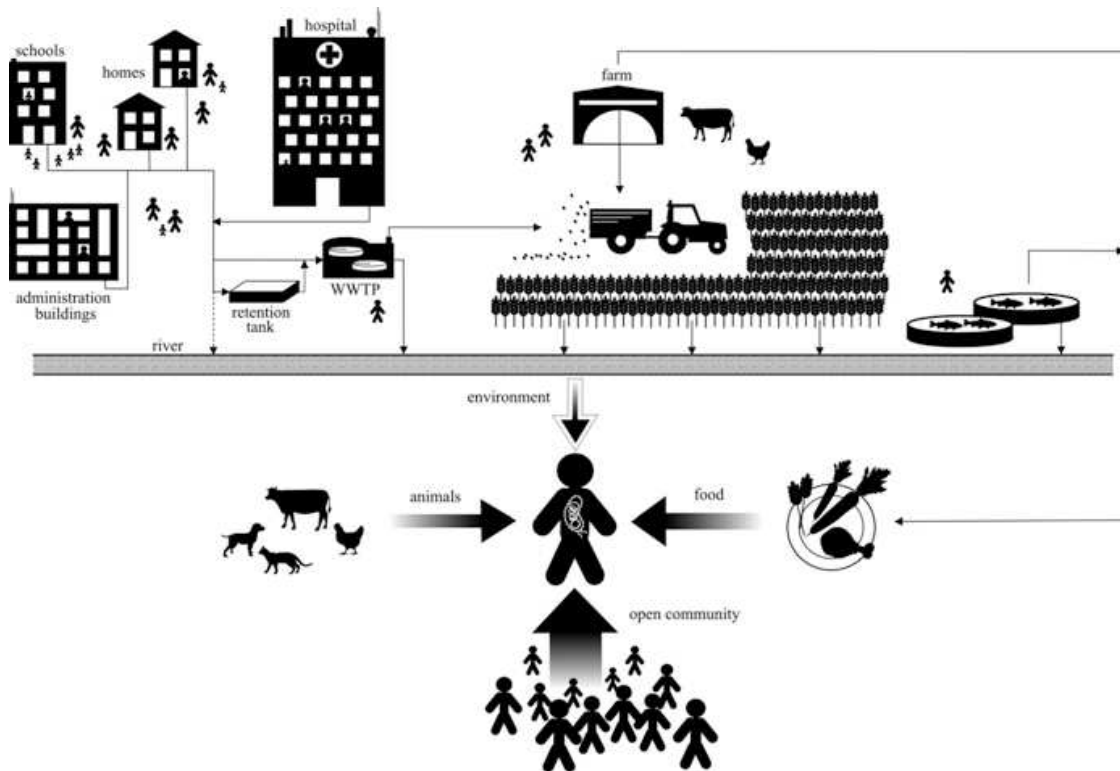 hospital
schools
homes
farm
administration
buildings
retention
tank
WWTP
river
environment
animals
food
open community